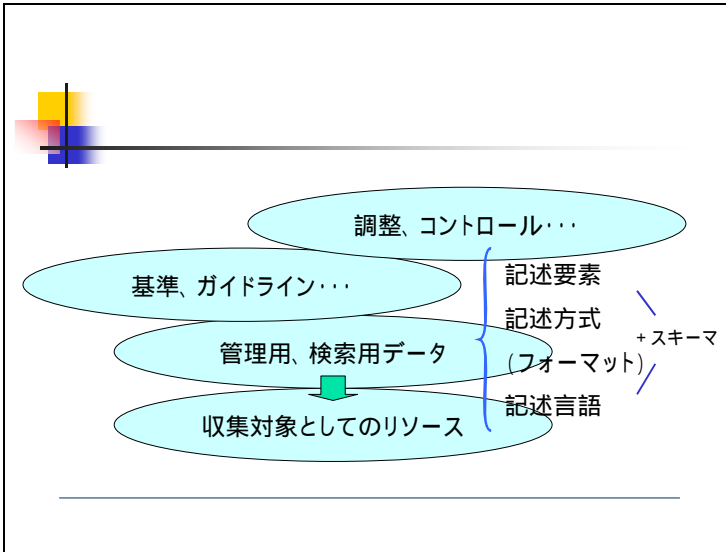 調整、コントロール・・・
基準、ガイドライン・・・
管理用、検索用データ
収集対象としてのリソース
記述要素
記述方式
(フォーマット)
記述言語
+スキーマ